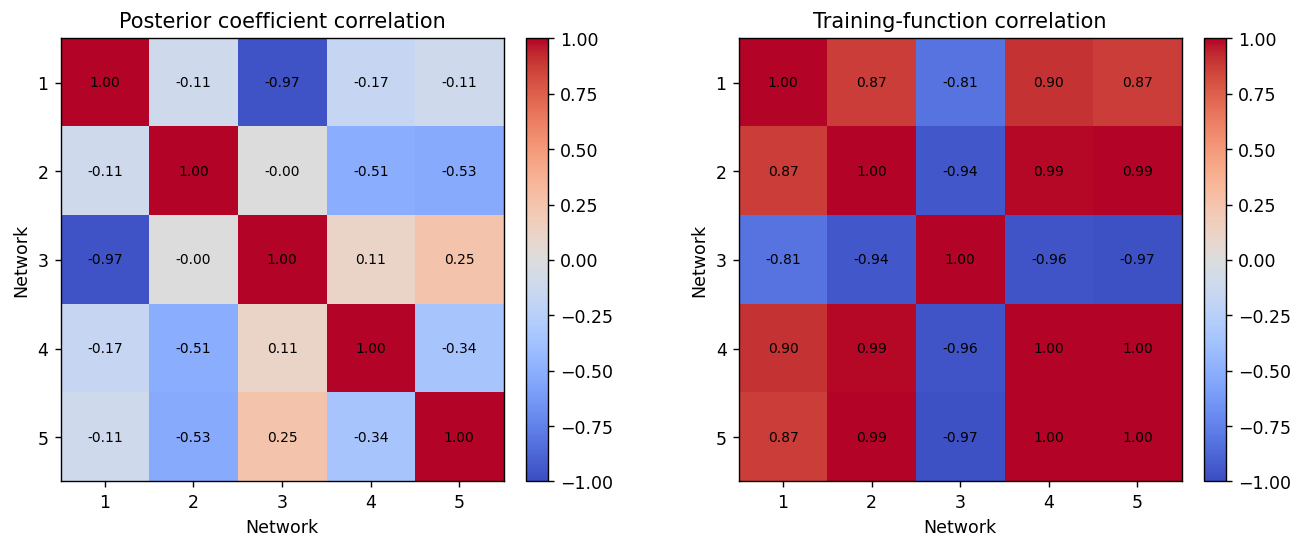 Posterior coefficient correlation
1.00 -0.11 -0.97 -0.17 -0.11
-0.11 1.00 -0.00 -0.51 -0.53
-0.97 -0.00 1.00 0.11 0.25
-0.17 -0.51 0.11 1.00 -0.34
-0.11 -0.53 0.25 -0.34 1.00
1
2
3
4
5
Network
1 2 3 4 5
Network
1.00
0.75
0.50
0.25
0.00
−0.25
−0.50
−0.75
−1.00
Training-function correlation
1.00 0.87 -0.81 0.90 0.87
0.87 1.00 -0.94 0.99 0.99
-0.81 -0.94 1.00 -0.96 -0.97
0.90 0.99 -0.96 1.00 1.00
0.87 0.99 -0.97 1.00 1.00
1
2
3
4
5
Network
1 2 3 4 5
Network
1.00
0.75
0.50
0.25
0.00
−0.25
−0.50
−0.75
−1.00